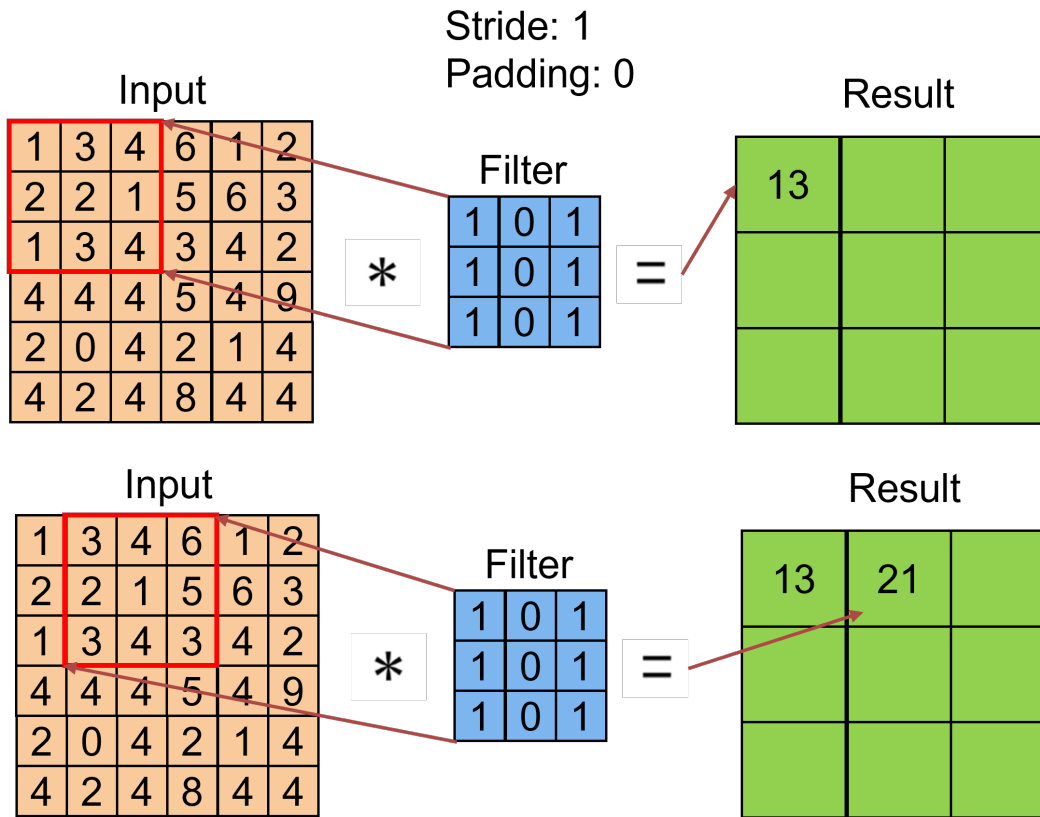 Stride: 1
Padding: 0
Input
Filter
Result
1 3 4 6 1 2
2 2 1 5 6 3
1 3 4 3 4 2
4 4 4 5 4 9
2 0 4 2 1 4
4 2 4 8 4 4
*
1 0 1
1 0 1
1 0 1
=
13
Input
Filter
Result
1 3 4 6 1 2
2 2 1 5 6 3
1 3 4 3 4 2
4 4 4 5 4 9
2 0 4 2 1 4
4 2 4 8 4 4
*
1 0 1
1 0 1
1 0 1
=
13 21